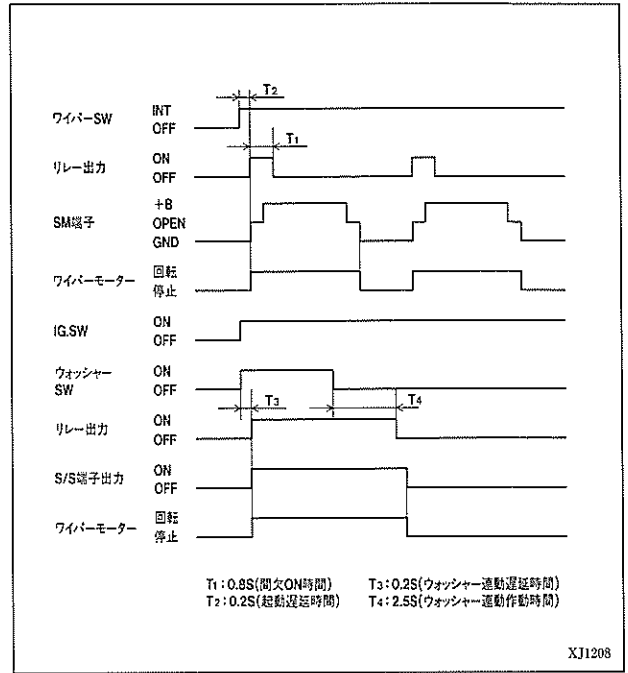 T2
ワイパーSW INT
OFF
T1
リレー出力 ON
OFF
SM端子 +B
OPEN
GND
ワイパーモーター 回転
停止
IG.SW ON
OFF
ウォッシャー
SW ON
OFF
T3 T4
リレー出力 ON
OFF
S/S端子出力 ON
OFF
ワイパーモーター 回転
停止
T1:0.8S(間欠ON時間) T3:0.2S(ウォッシャー連動遅延時間)
T2:0.2S(起動遅延時間) T4:2.5S(ウォッシャー連動作動時間)
XJ1208